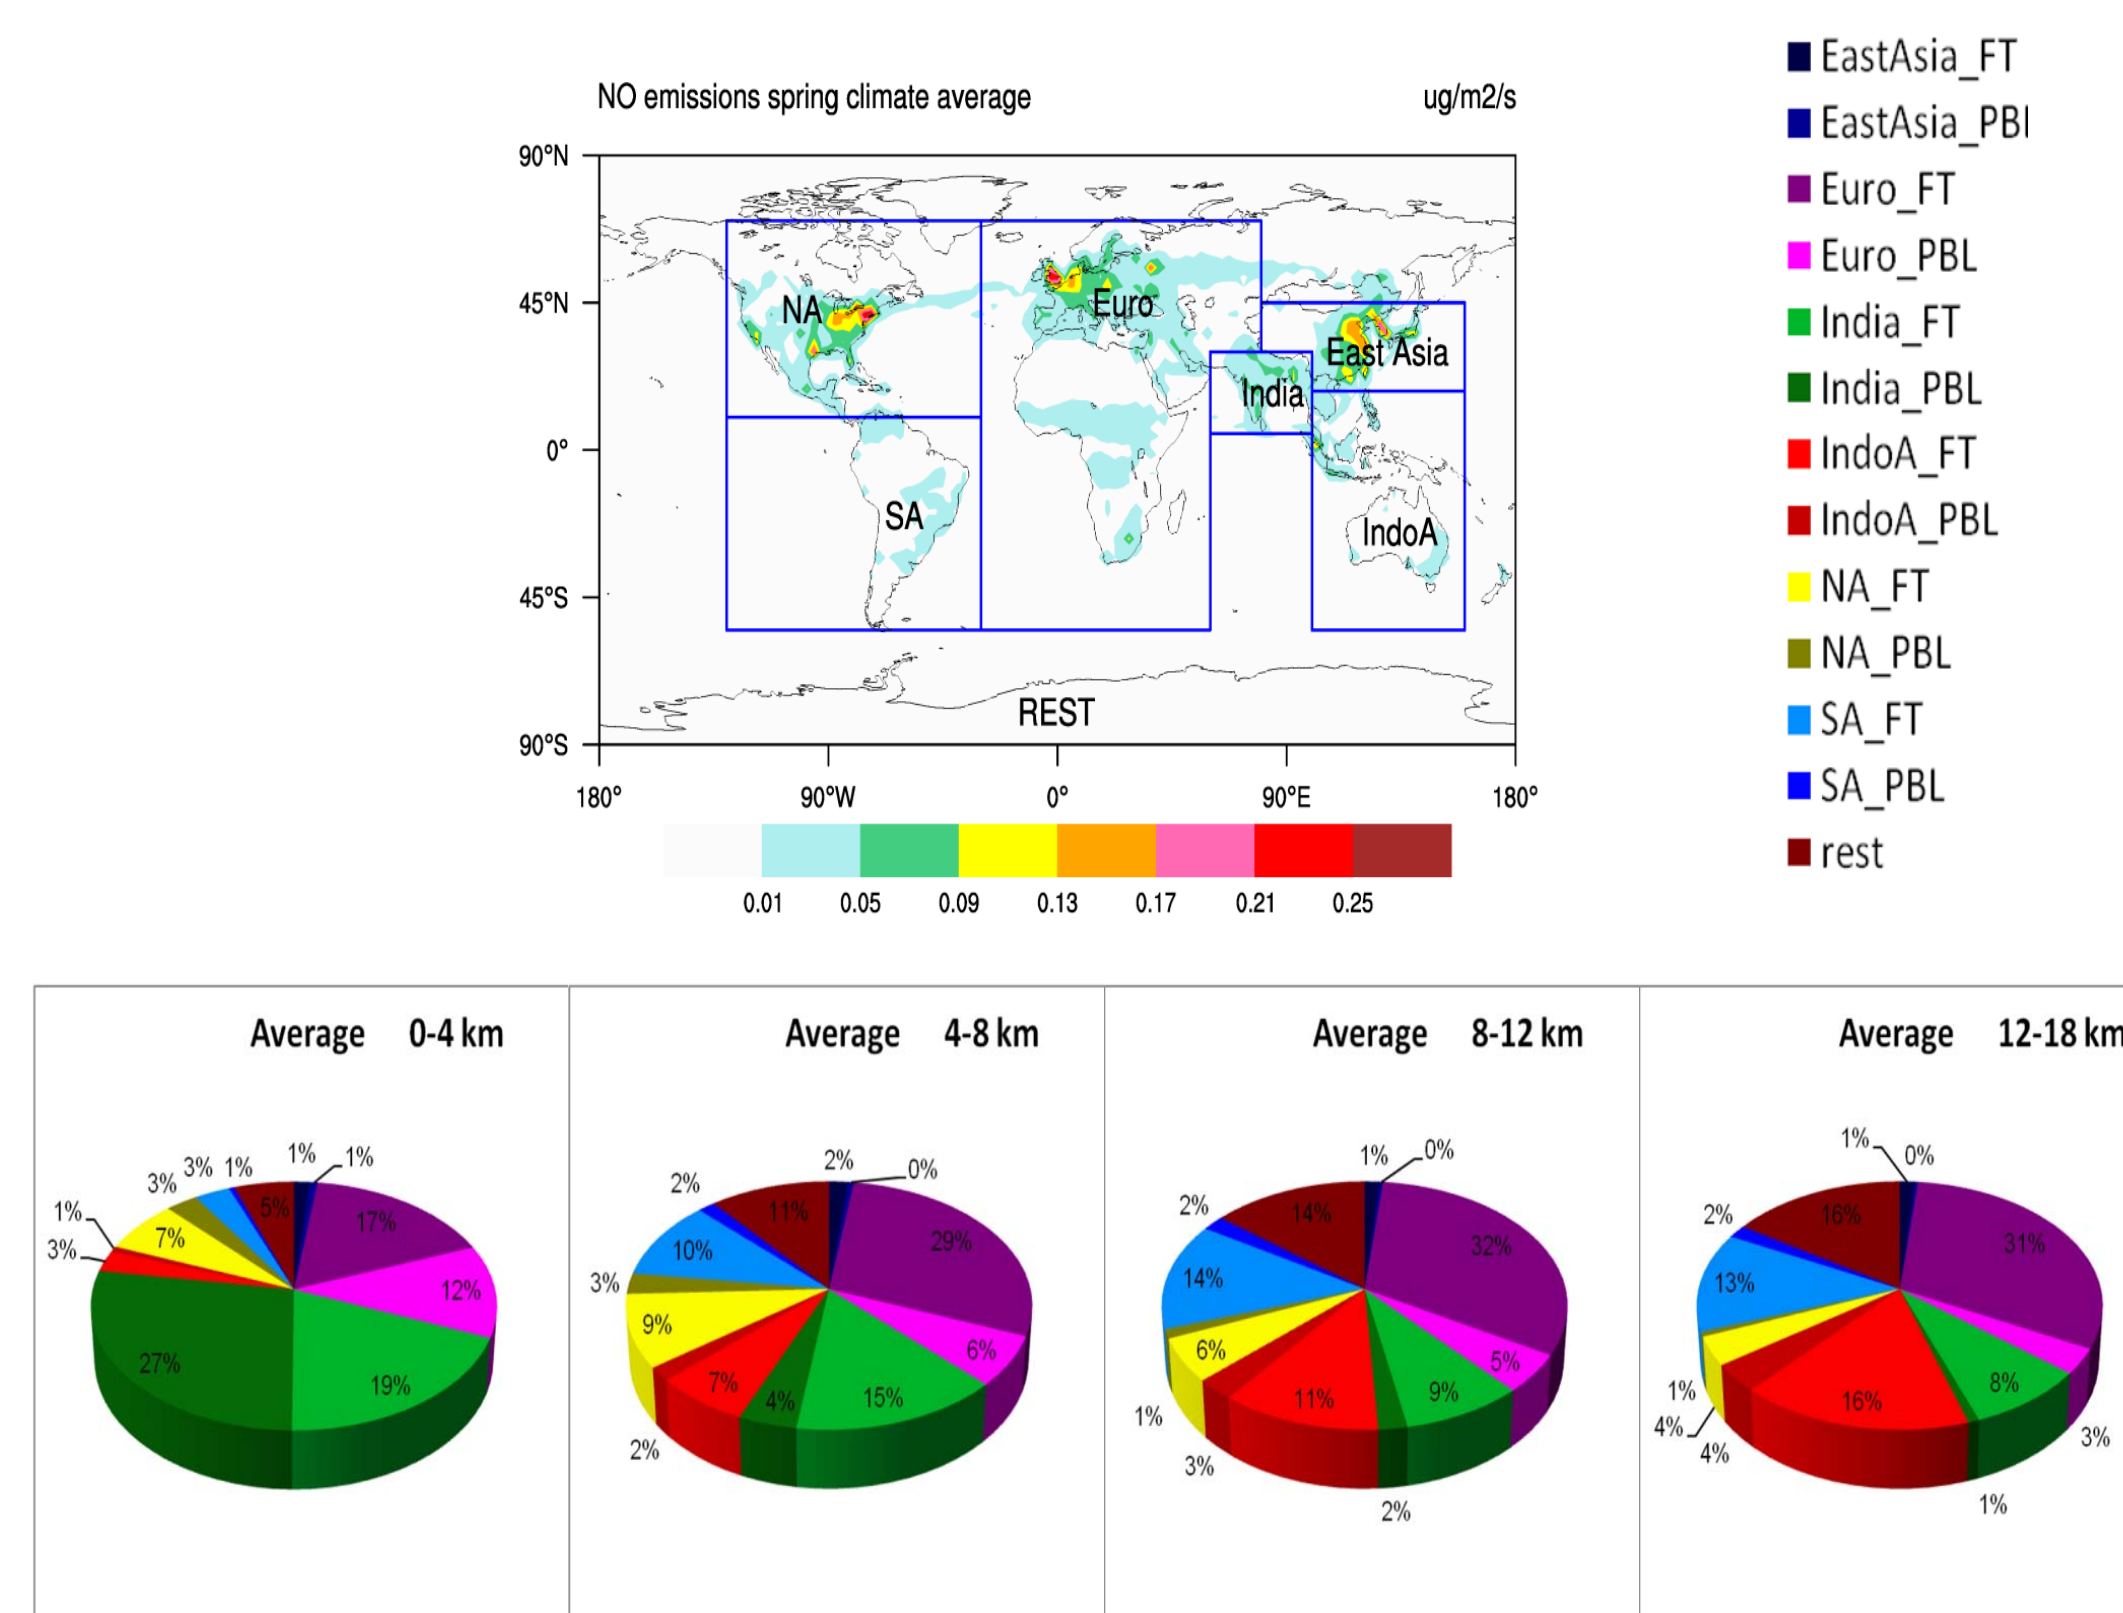 NO emissions spring climate average ug/m2/s
90°N
45°N
0°
45°S
90°S
180° 90°W 0° 90°E 180°
NA
Euro
East Asia
India
SA
IndoA
REST
0.01 0.05 0.09 0.13 0.17 0.21 0.25
EastAsia_FT
EastAsia_PBl
Euro_FT
Euro_PBL
India_FT
India_PBL
IndoA_FT
IndoA_PBL
NA_FT
NA_PBL
SA_FT
SA_PBL
rest
Average 0-4 km
1%
1%
17%
12%
19%
27%
3%
1%
7%
3%
3%
1%
5%
Average 4-8 km
2%
0%
29%
6%
15%
4%
7%
2%
9%
3%
10%
2%
11%
Average 8-12 km
1%
0%
32%
5%
9%
2%
11%
3%
6%
1%
14%
2%
14%
Average 12-18 km
1%
0%
31%
3%
8%
1%
16%
4%
4%
1%
13%
2%
16%